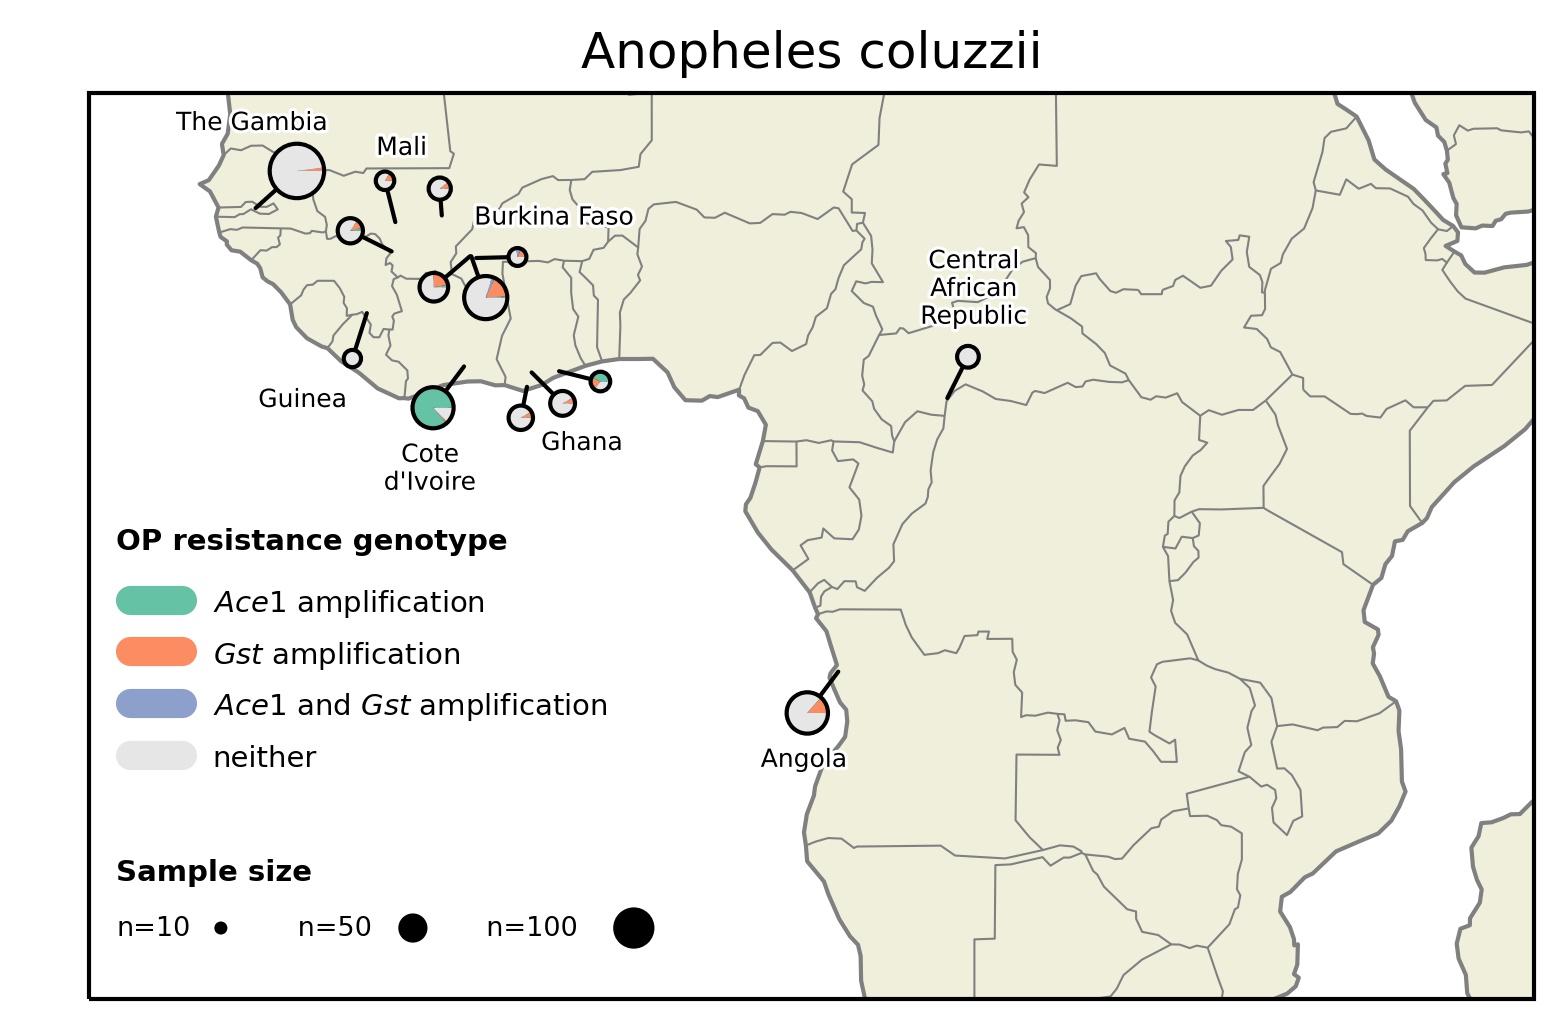 Anopheles coluzzii
The Gambia
Mali
Burkina Faso
Central
African
Republic
Guinea
Cote
d'Ivoire
Ghana
OP resistance genotype
Ace1 amplification
Gst amplification
Ace1 and Gst amplification
neither
Angola
Sample size
n=10 n=50 n=100